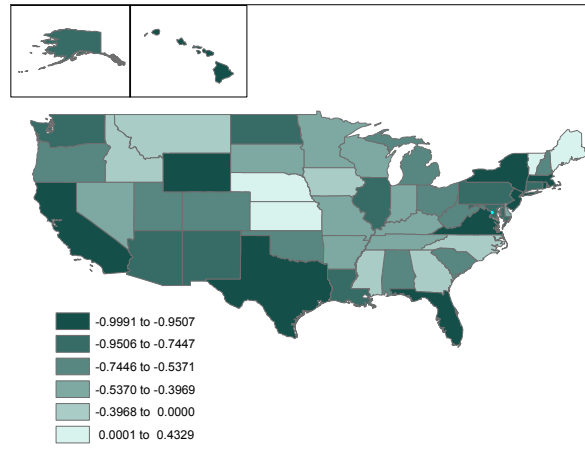 -0.9991 to -0.9507
-0.9506 to -0.7447
-0.7446 to -0.5371
-0.5370 to -0.3969
-0.3968 to 0.0000
0.0001 to 0.4329